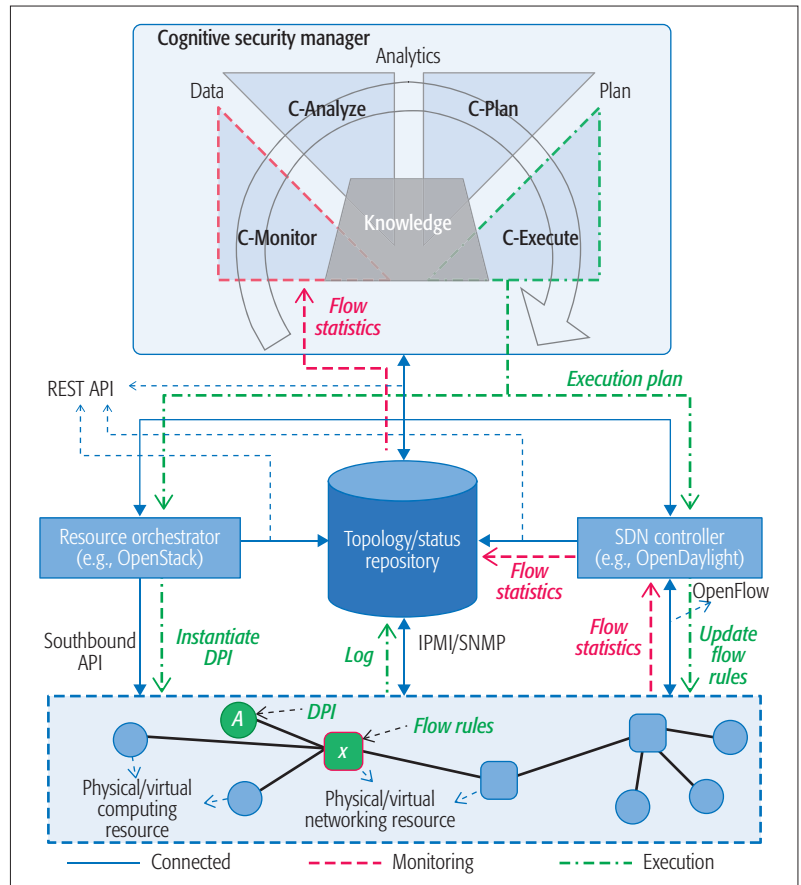 Cognitive security manager
Analytics
Data
Plan
C-Analyze
C-Plan
Knowledge
C-Monitor
C-Execute
Flow
statistics
REST API
Execution plan
Resource orchestrator
(e.g., OpenStack)
Topology/status
repository
SDN controller
(e.g., OpenDaylight)
Flow
statistics
OpenFlow
Southbound
API
Instantiate
DPI
Log
IPMI/SNMP
Flow
statistics
Update
flow
rules
A
DPI
Flow rules
x
Physical/virtual
computing
resource
Physical/virtual
networking resource
Connected
Monitoring
Execution